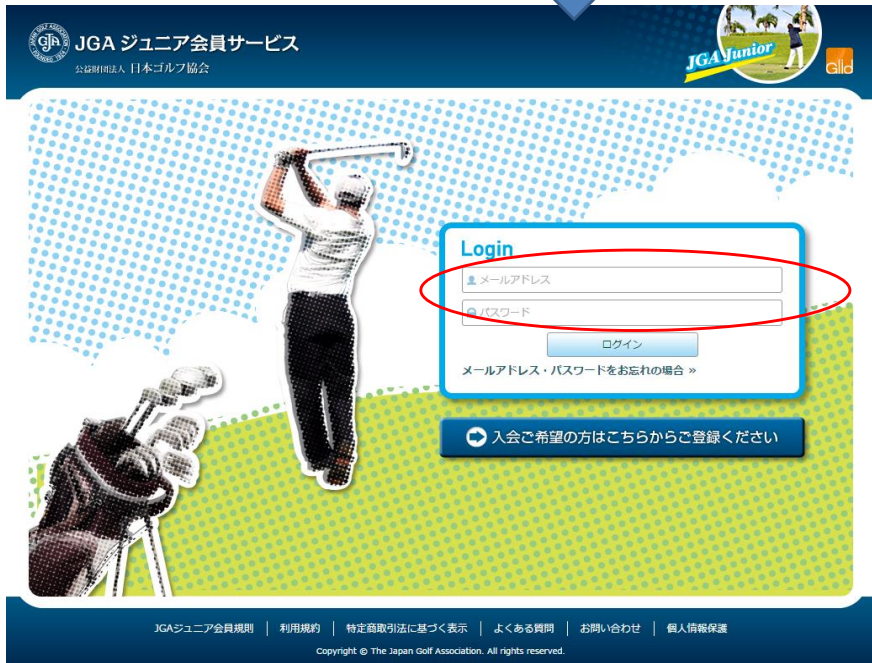 JGA ジュニア会員サービス
公益財団法人 日本ゴルフ協会
JGA Junior
Login
メールアドレス
パスワード
ログイン
メールアドレス・パスワードをお忘れの場合 »
入会ご希望の方はこちらからご登録ください
JGAジュニア会員規則 | 利用規約 | 特定商取引法に基づく表示 | よくある質問 | お問い合わせ | 個人情報保護
Copyright © The Japan Golf Association. All rights reserved.